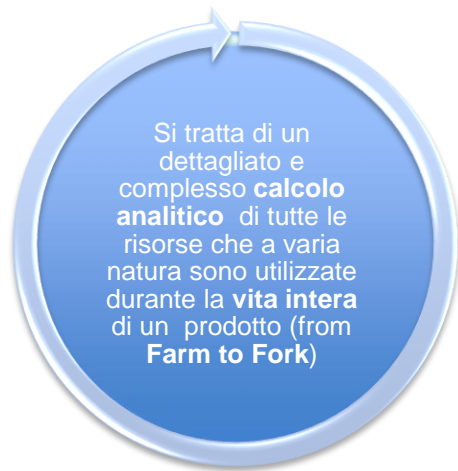 Si tratta di un
dettagliato e
complesso calcolo
analitico di tutte le
risorse che a varia
natura sono utilizzate
durante la vita intera
di un prodotto (from
Farm to Fork)